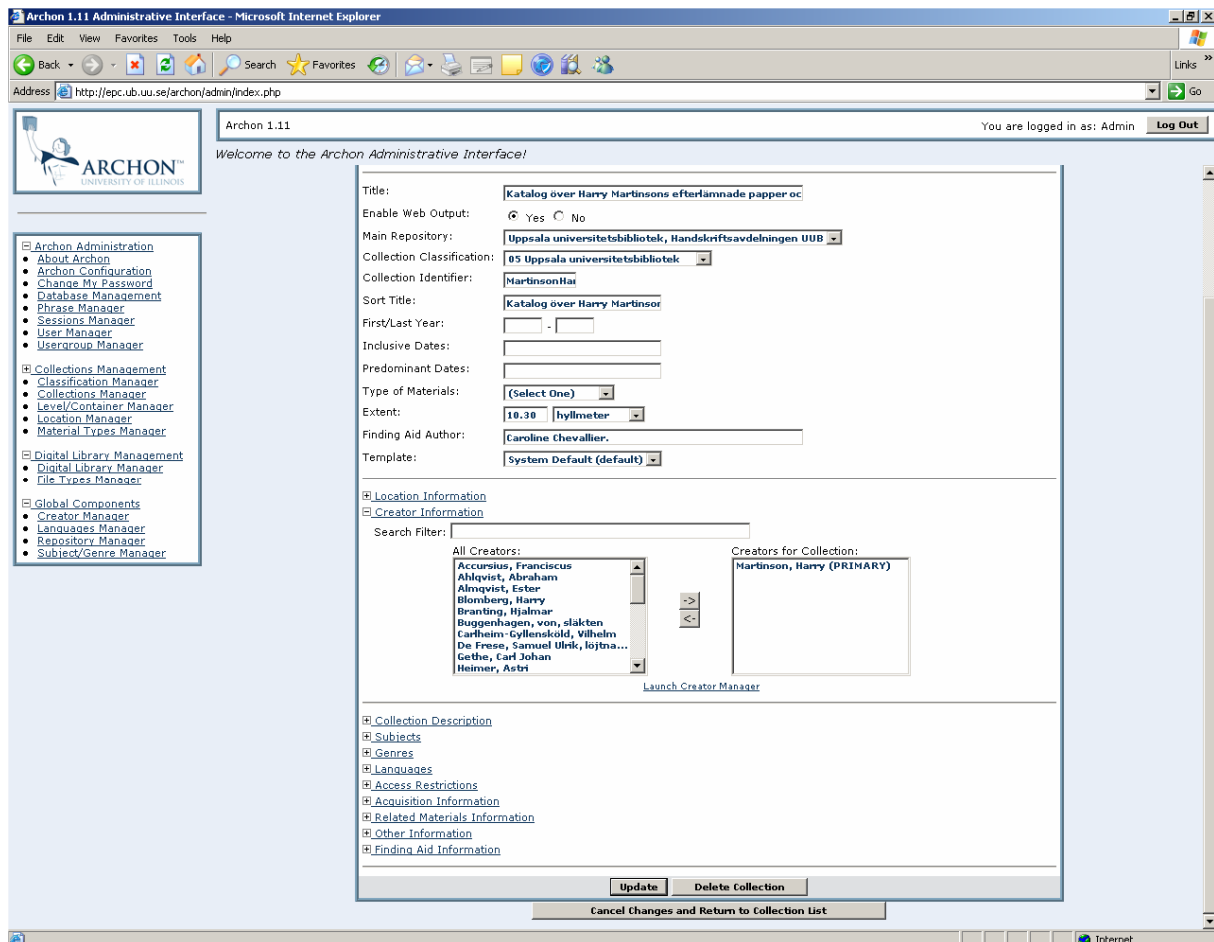 Archon 1.11 Administrative Interface - Microsoft Internet Explorer
File Edit View Favorites Tools Help
Back Search Favorites Links »
Address http://epc.ub.uu.se/archon/admin/index.php Go
ARCHON™
UNIVERSITY OF ILLINOIS
Archon 1.11 You are logged in as: Admin Log Out
Welcome to the Archon Administrative Interface!
Archon Administration
About Archon
Archon Configuration
Change My Password
Database Management
Phrase Manager
Sessions Manager
User Manager
Usergroup Manager
Collections Management
Classification Manager
Collections Manager
Level/Container Manager
Location Manager
Material Types Manager
Digital Library Management
Digital Library Manager
File Types Manager
Global Components
Creator Manager
Languages Manager
Repository Manager
Subject/Genre Manager
Title: Katalog över Harry Martinsons efterlämnade papper oc
Enable Web Output: Yes No
Main Repository: Uppsala universitetsbibliotek, Handskriftsavdelningen UUB
Collection Classification: 05 Uppsala universitetsbibliotek
Collection Identifier: MartinsonHar
Sort Title: Katalog över Harry Martinson
First/Last Year: -
Inclusive Dates:
Predominant Dates:
Type of Materials: (Select One)
Extent: 10.30 hyllmeter
Finding Aid Author: Caroline Chevallier.
Template: System Default (default)
Location Information
Creator Information
Search Filter:
All Creators: Creators for Collection:
Accursius, Franciscus Martinson, Harry (PRIMARY)
Ahlqvist, Abraham
Almqvist, Ester
Blomberg, Harry
Branting, Hjalmar
Buggenhagen, von, släkten
Carlheim-Gyllensköld, Vilhelm
De Frese, Samuel Ulrik, löjtna...
Gethe, Carl Johan
Heimer, Astri
->
<-
Launch Creator Manager
Collection Description
Subjects
Genres
Languages
Access Restrictions
Acquisition Information
Related Materials Information
Other Information
Finding Aid Information
Update Delete Collection
Cancel Changes and Return to Collection List
Internet